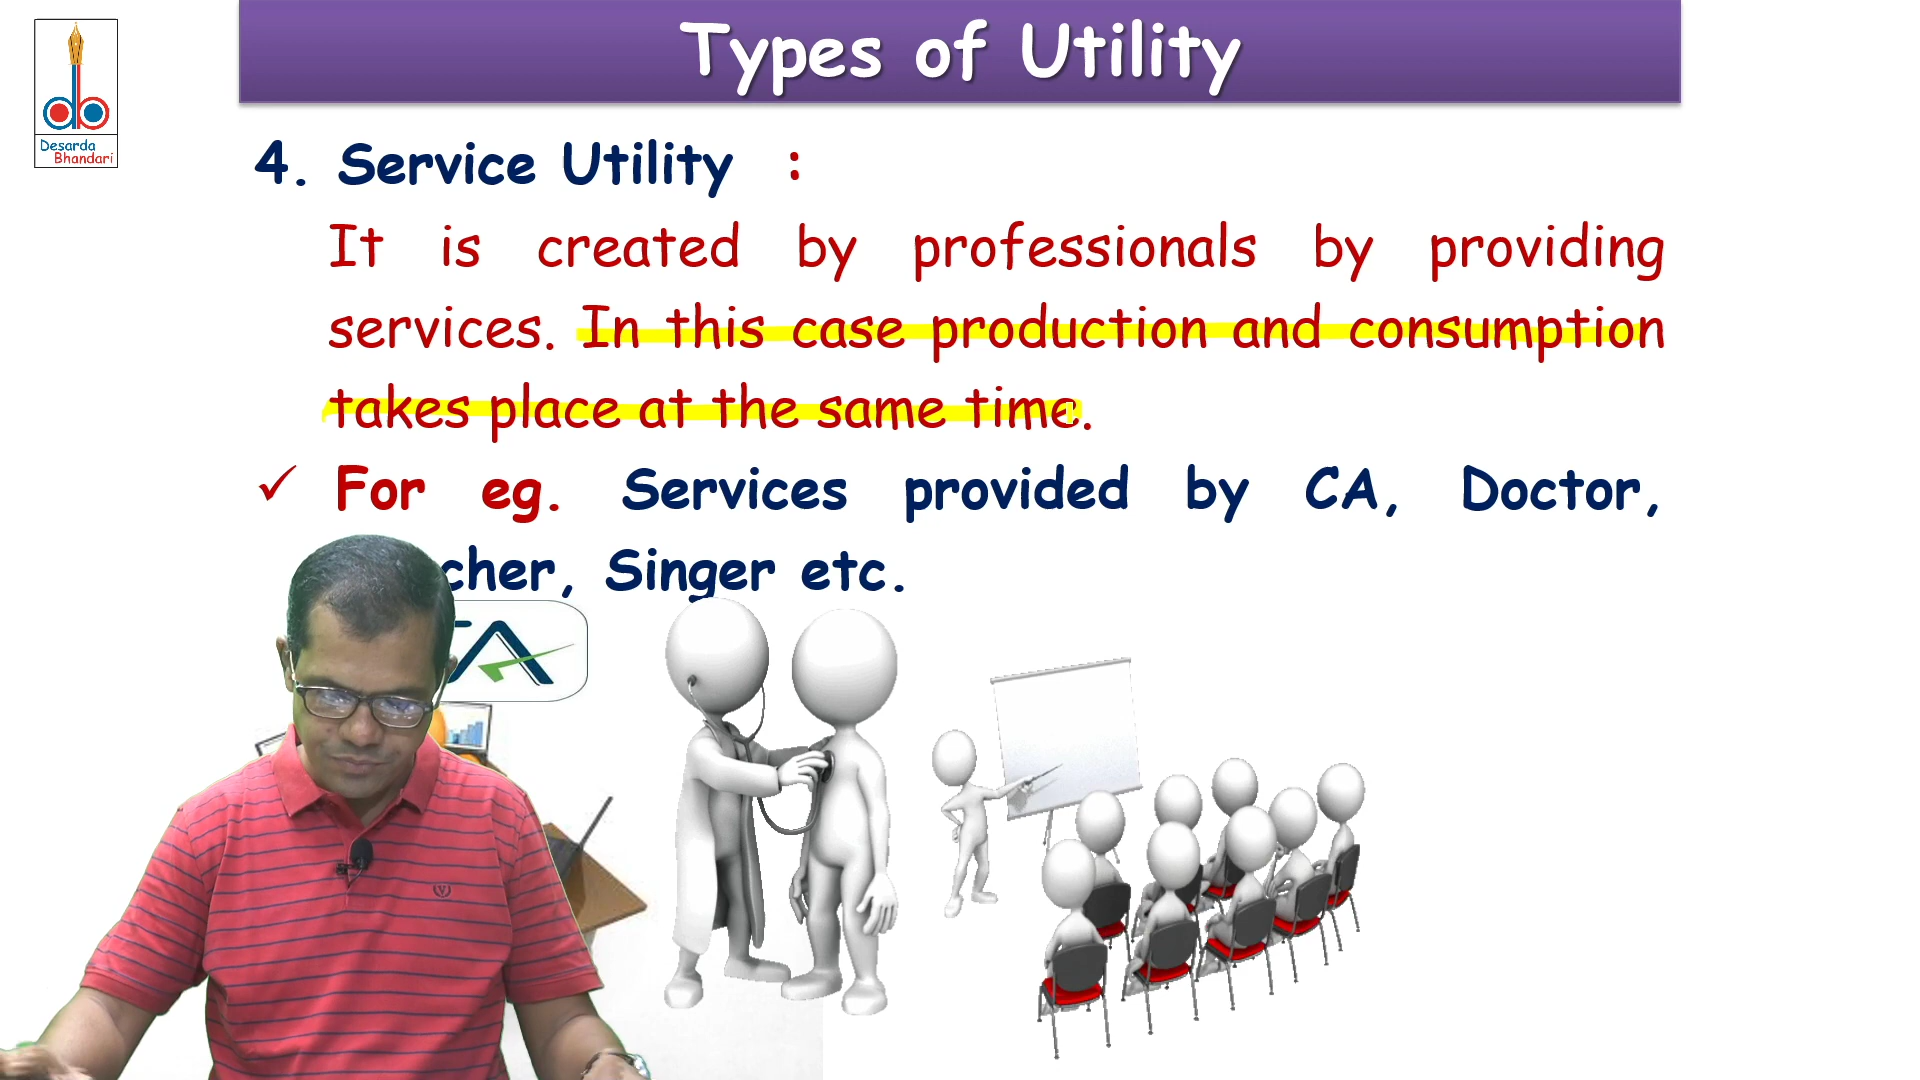 Types of Utility
Desarda
Bhandari
4. Service Utility :
It is created by professionals by providing
services. In this case production and consumption
takes place at the same time.
✓ For eg. Services provided by CA, Doctor,
cher, Singer etc.